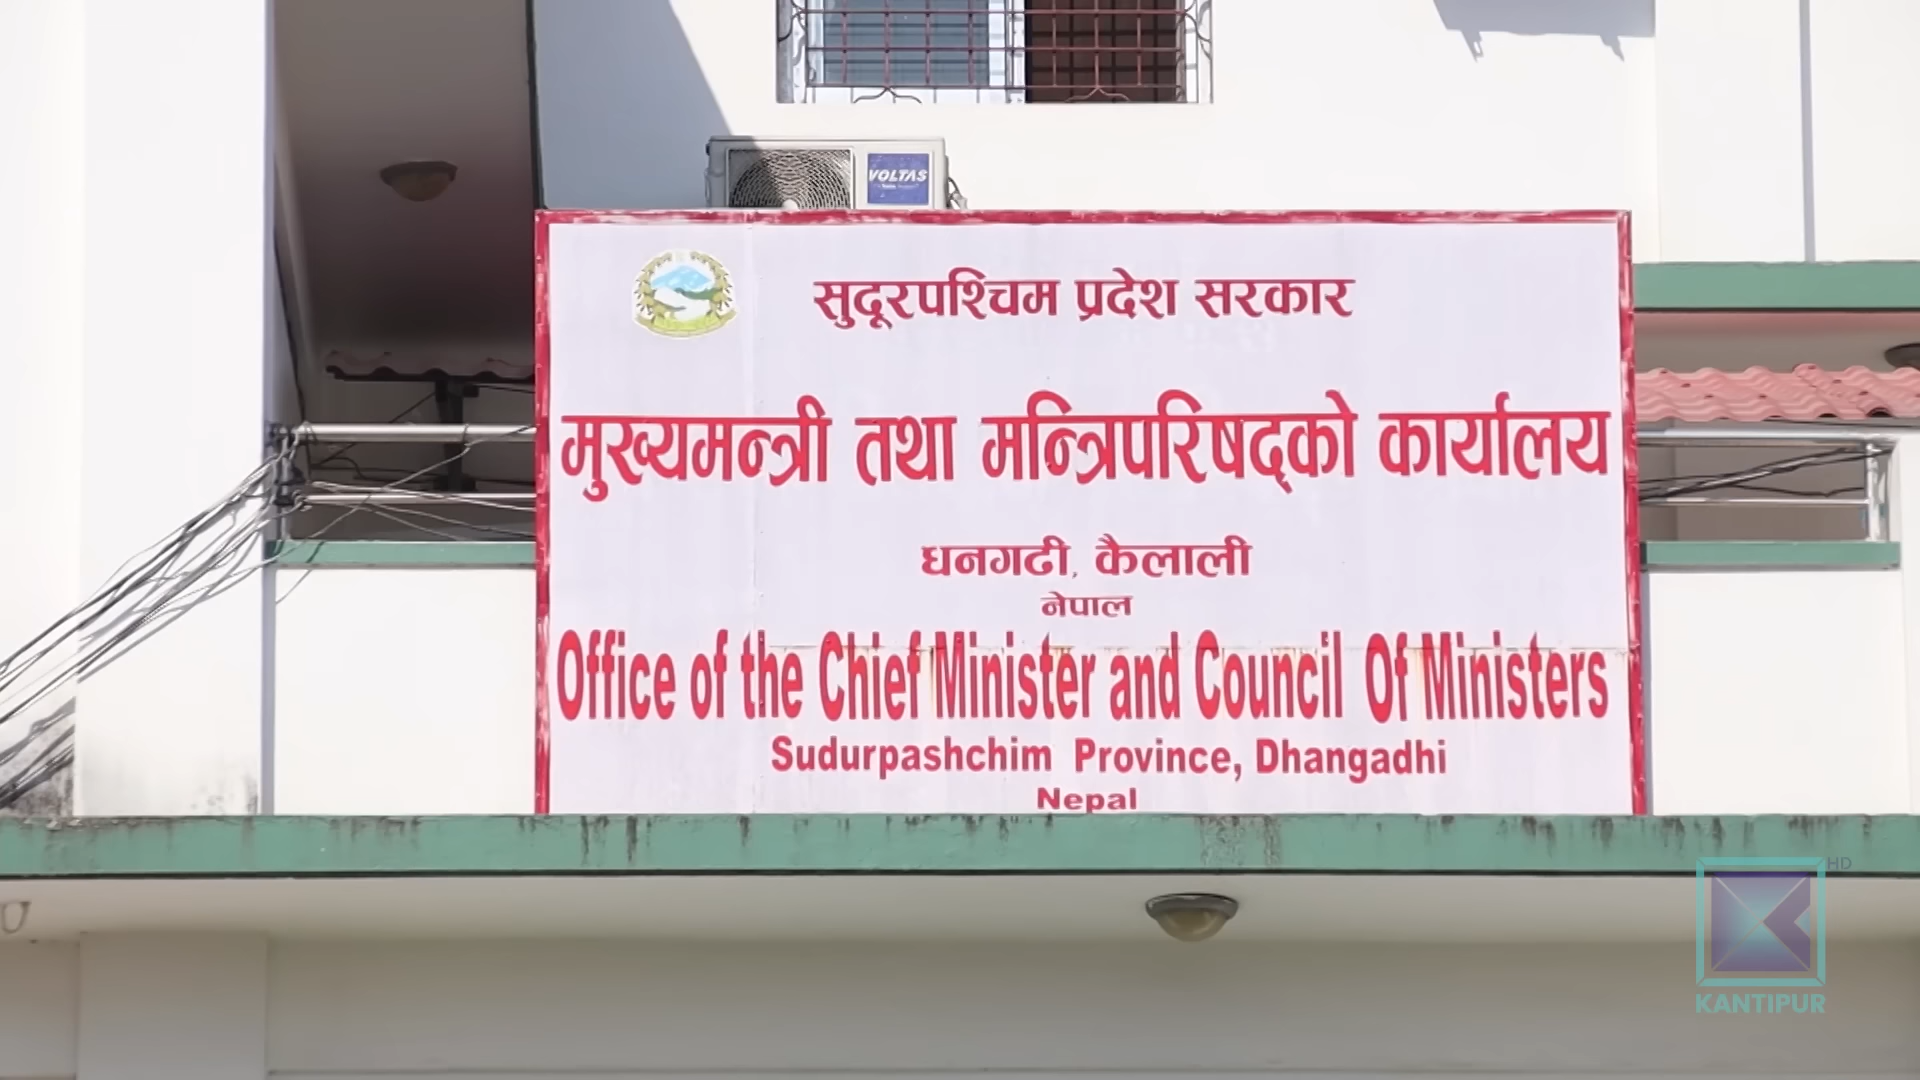 VOLTAS
सुदूरपश्चिम प्रदेश सरकार
मुख्यमन्त्री तथा मन्त्रिपरिषद्को कार्यालय
धनगढी, कैलाली
नेपाल
Office of the Chief Minister and Council Of Ministers
Sudurpashchim Province, Dhangadhi
Nepal
HD
KANTIPUR